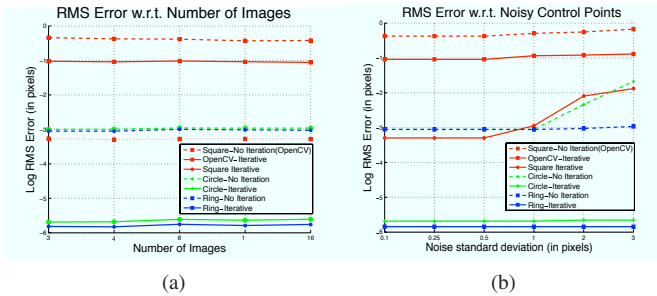 RMS Error w.r.t. Number of Images
Log RMS Error (in pixels)
0
-1
-2
-3
-4
-5
-6
3 4 8 1 16
Number of Images
Square-No Iteration(OpenCV)
OpenCV-Iterative
Square Iterative
Circle-No Iteration
Circle-Iterative
Ring-No Iteration
Ring-Iterative
(a)
RMS Error w.r.t. Noisy Control Points
Log RMS Error (in pixels)
0
-1
-2
-3
-4
-5
-6
0.1 0.25 0.5 1 2 3
Noise standard deviation (in pixels)
Square-No Iteration(OpenCV)
OpenCV-Iterative
Square-Iterative
Circle-No Iteration
Circle-Iterative
Ring-No Iteration
Ring-Iterative
(b)